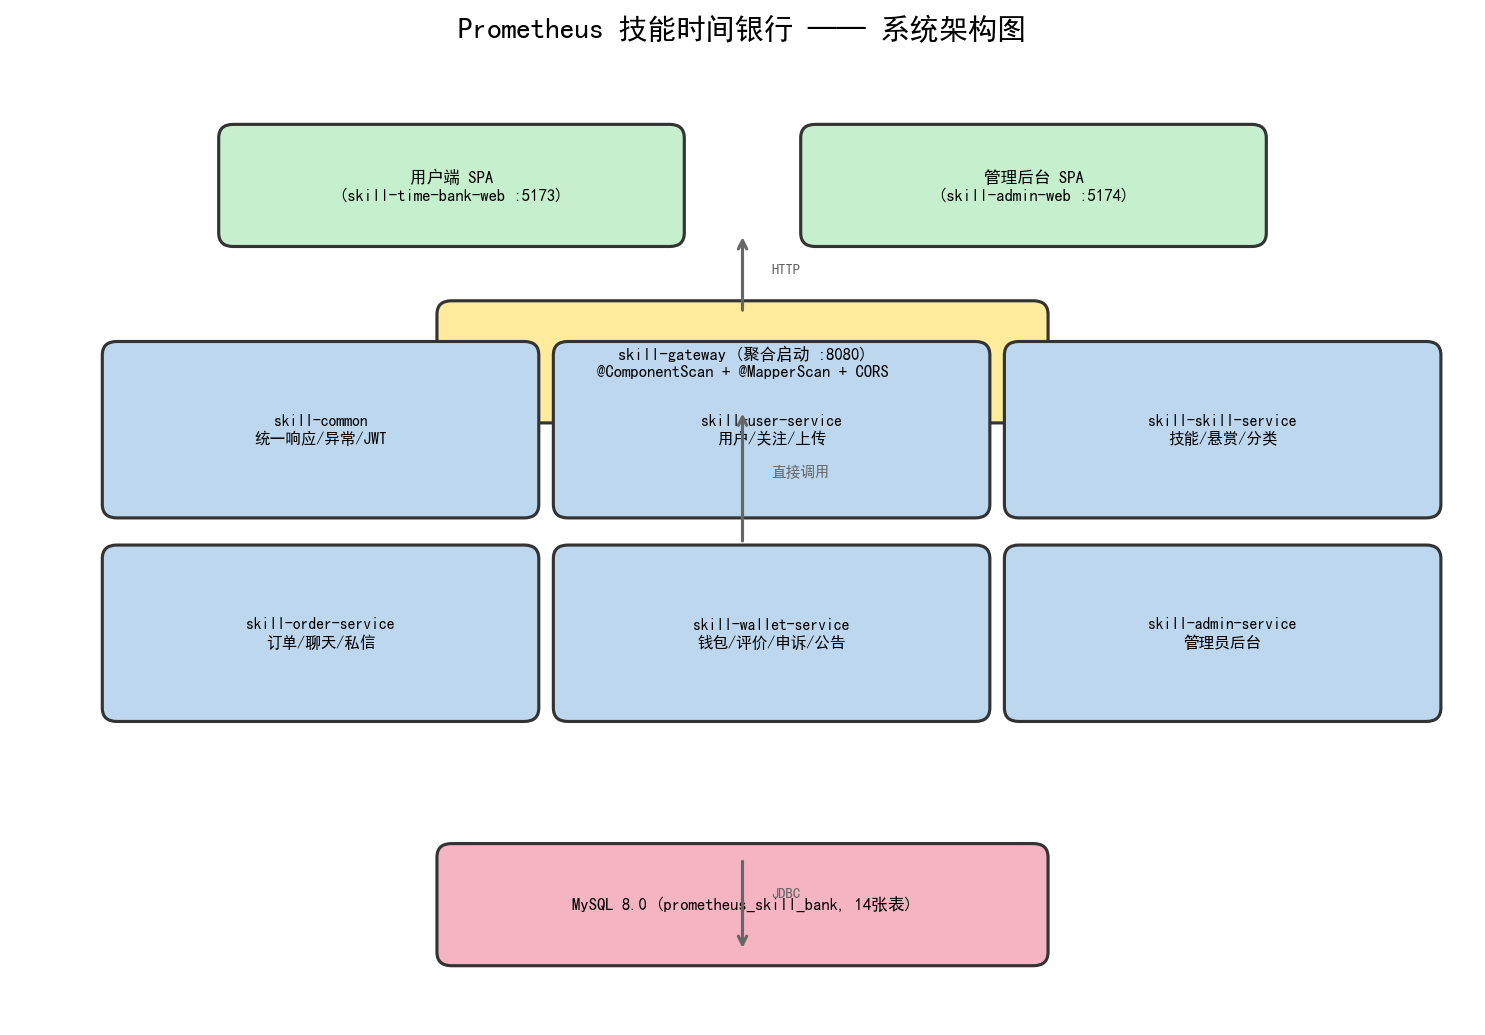 Prometheus 技能时间银行 —— 系统架构图
用户端 SPA
(skill-time-bank-web :5173)
管理后台 SPA
(skill-admin-web :5174)
HTTP
skill-gateway (聚合启动 :8080)
@ComponentScan + @MapperScan + CORS
skill-common
统一响应/异常/JWT
skill-user-service
用户/关注/上传
skill-skill-service
技能/悬赏/分类
直接调用
skill-order-service
订单/聊天/私信
skill-wallet-service
钱包/评价/申诉/公告
skill-admin-service
管理员后台
JDBC
MySQL 8.0 (prometheus_skill_bank, 14张表)